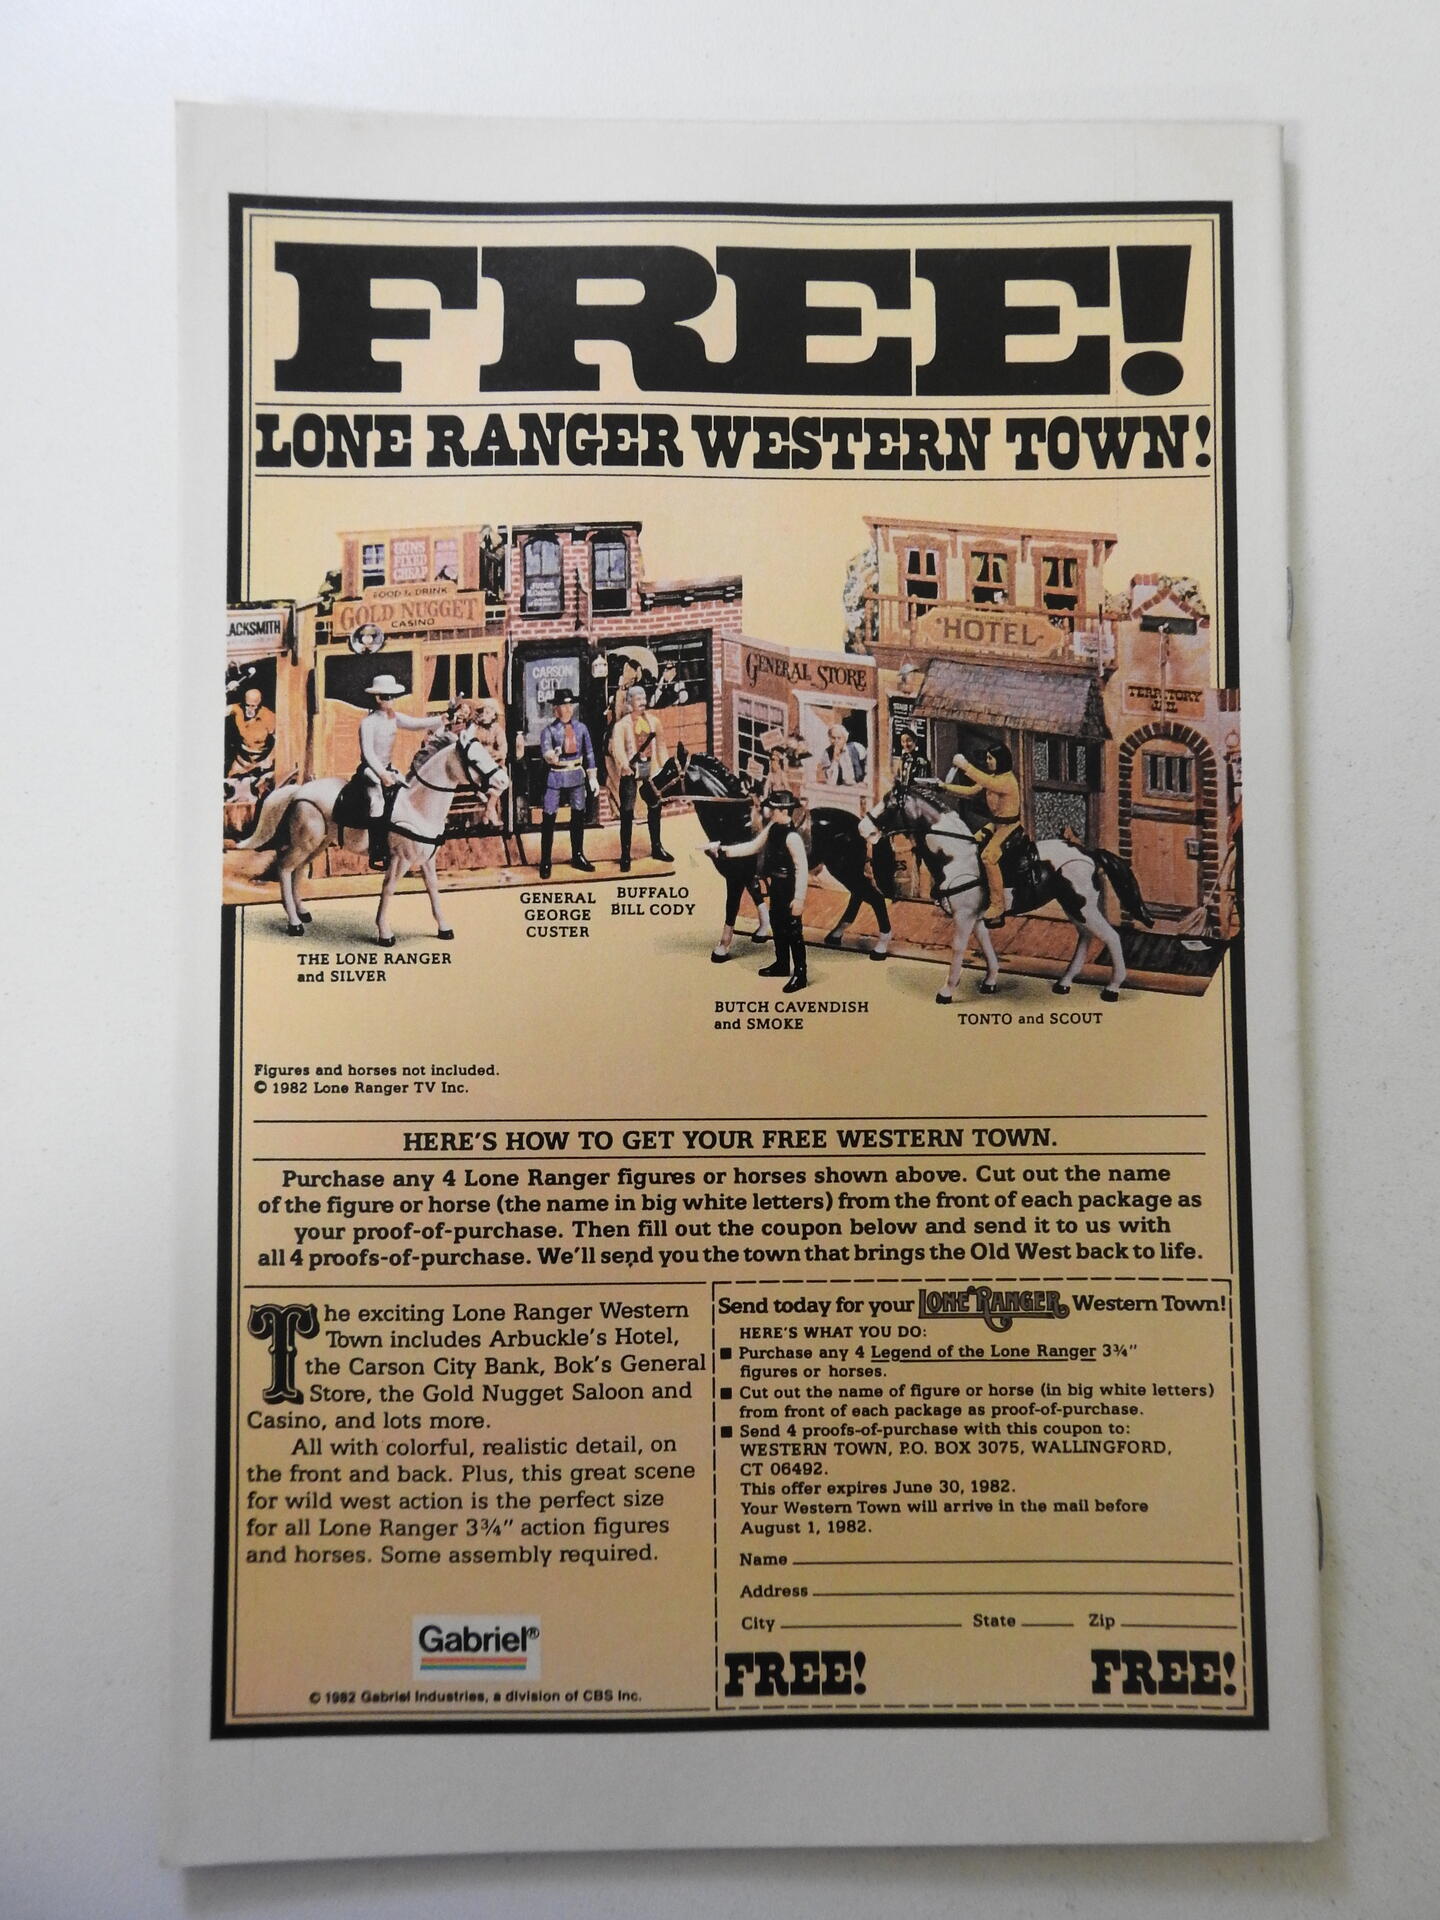 FREE!
LONE RANGER WESTERN TOWN!
GUNS
FIXED
CHEAP
FOOD & DRINK
GOLD NUGGET
CASINO
LACKSMITH
CARSON
CITY
GENERAL STORE
HOTEL
TERRITORY
JAIL
GENERAL
GEORGE
CUSTER
BUFFALO
BILL CODY
THE LONE RANGER
and SILVER
BUTCH CAVENDISH
and SMOKE
TONTO and SCOUT
Figures and horses not included.
© 1982 Lone Ranger TV Inc.
HERE'S HOW TO GET YOUR FREE WESTERN TOWN.
Purchase any 4 Lone Ranger figures or horses shown above. Cut out the name
of the figure or horse (the name in big white letters) from the front of each package as
your proof-of-purchase. Then fill out the coupon below and send it to us with
all 4 proofs-of-purchase. We'll send you the town that brings the Old West back to life.
The exciting Lone Ranger Western
Town includes Arbuckle's Hotel,
the Carson City Bank, Bok's General
Store, the Gold Nugget Saloon and
Casino, and lots more.
All with colorful, realistic detail, on
the front and back. Plus, this great scene
for wild west action is the perfect size
for all Lone Ranger 3¾" action figures
and horses. Some assembly required.
Gabriel®
© 1982 Gabriel Industries, a division of CBS Inc.
Send today for your LONE RANGER Western Town!
HERE'S WHAT YOU DO:
■ Purchase any 4 Legend of the Lone Ranger 3¾"
figures or horses.
■ Cut out the name of figure or horse (in big white letters)
from front of each package as proof-of-purchase.
■ Send 4 proofs-of-purchase with this coupon to:
WESTERN TOWN, P.O. BOX 3075, WALLINGFORD,
CT 06492.
This offer expires June 30, 1982.
Your Western Town will arrive in the mail before
August 1, 1982.
Name
Address
City State Zip
FREE! FREE!